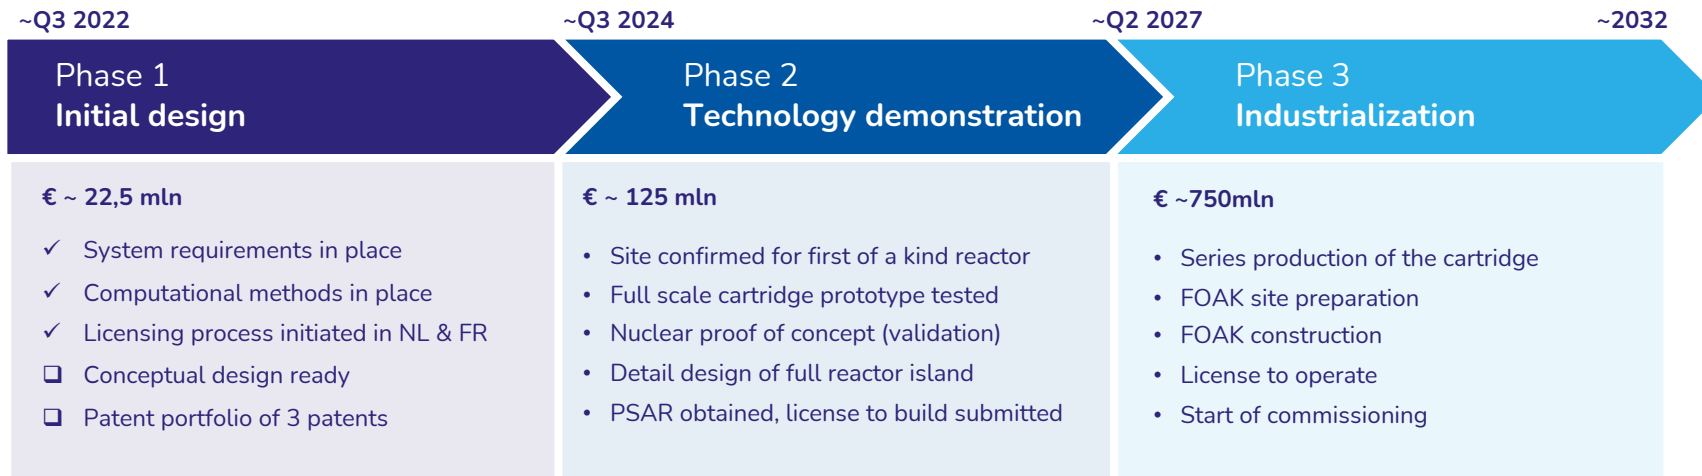 ~Q3 2022
~Q3 2024
~Q2 2027
~2032
Phase 1
Initial design
Phase 2
Technology demonstration
Phase 3
Industrialization
€ ~ 22,5 mln
✓ System requirements in place
✓ Computational methods in place
✓ Licensing process initiated in NL & FR
❑ Conceptual design ready
❑ Patent portfolio of 3 patents
€ ~ 125 mln
• Site confirmed for first of a kind reactor
• Full scale cartridge prototype tested
• Nuclear proof of concept (validation)
• Detail design of full reactor island
• PSAR obtained, license to build submitted
€ ~750mln
• Series production of the cartridge
• FOAK site preparation
• FOAK construction
• License to operate
• Start of commissioning